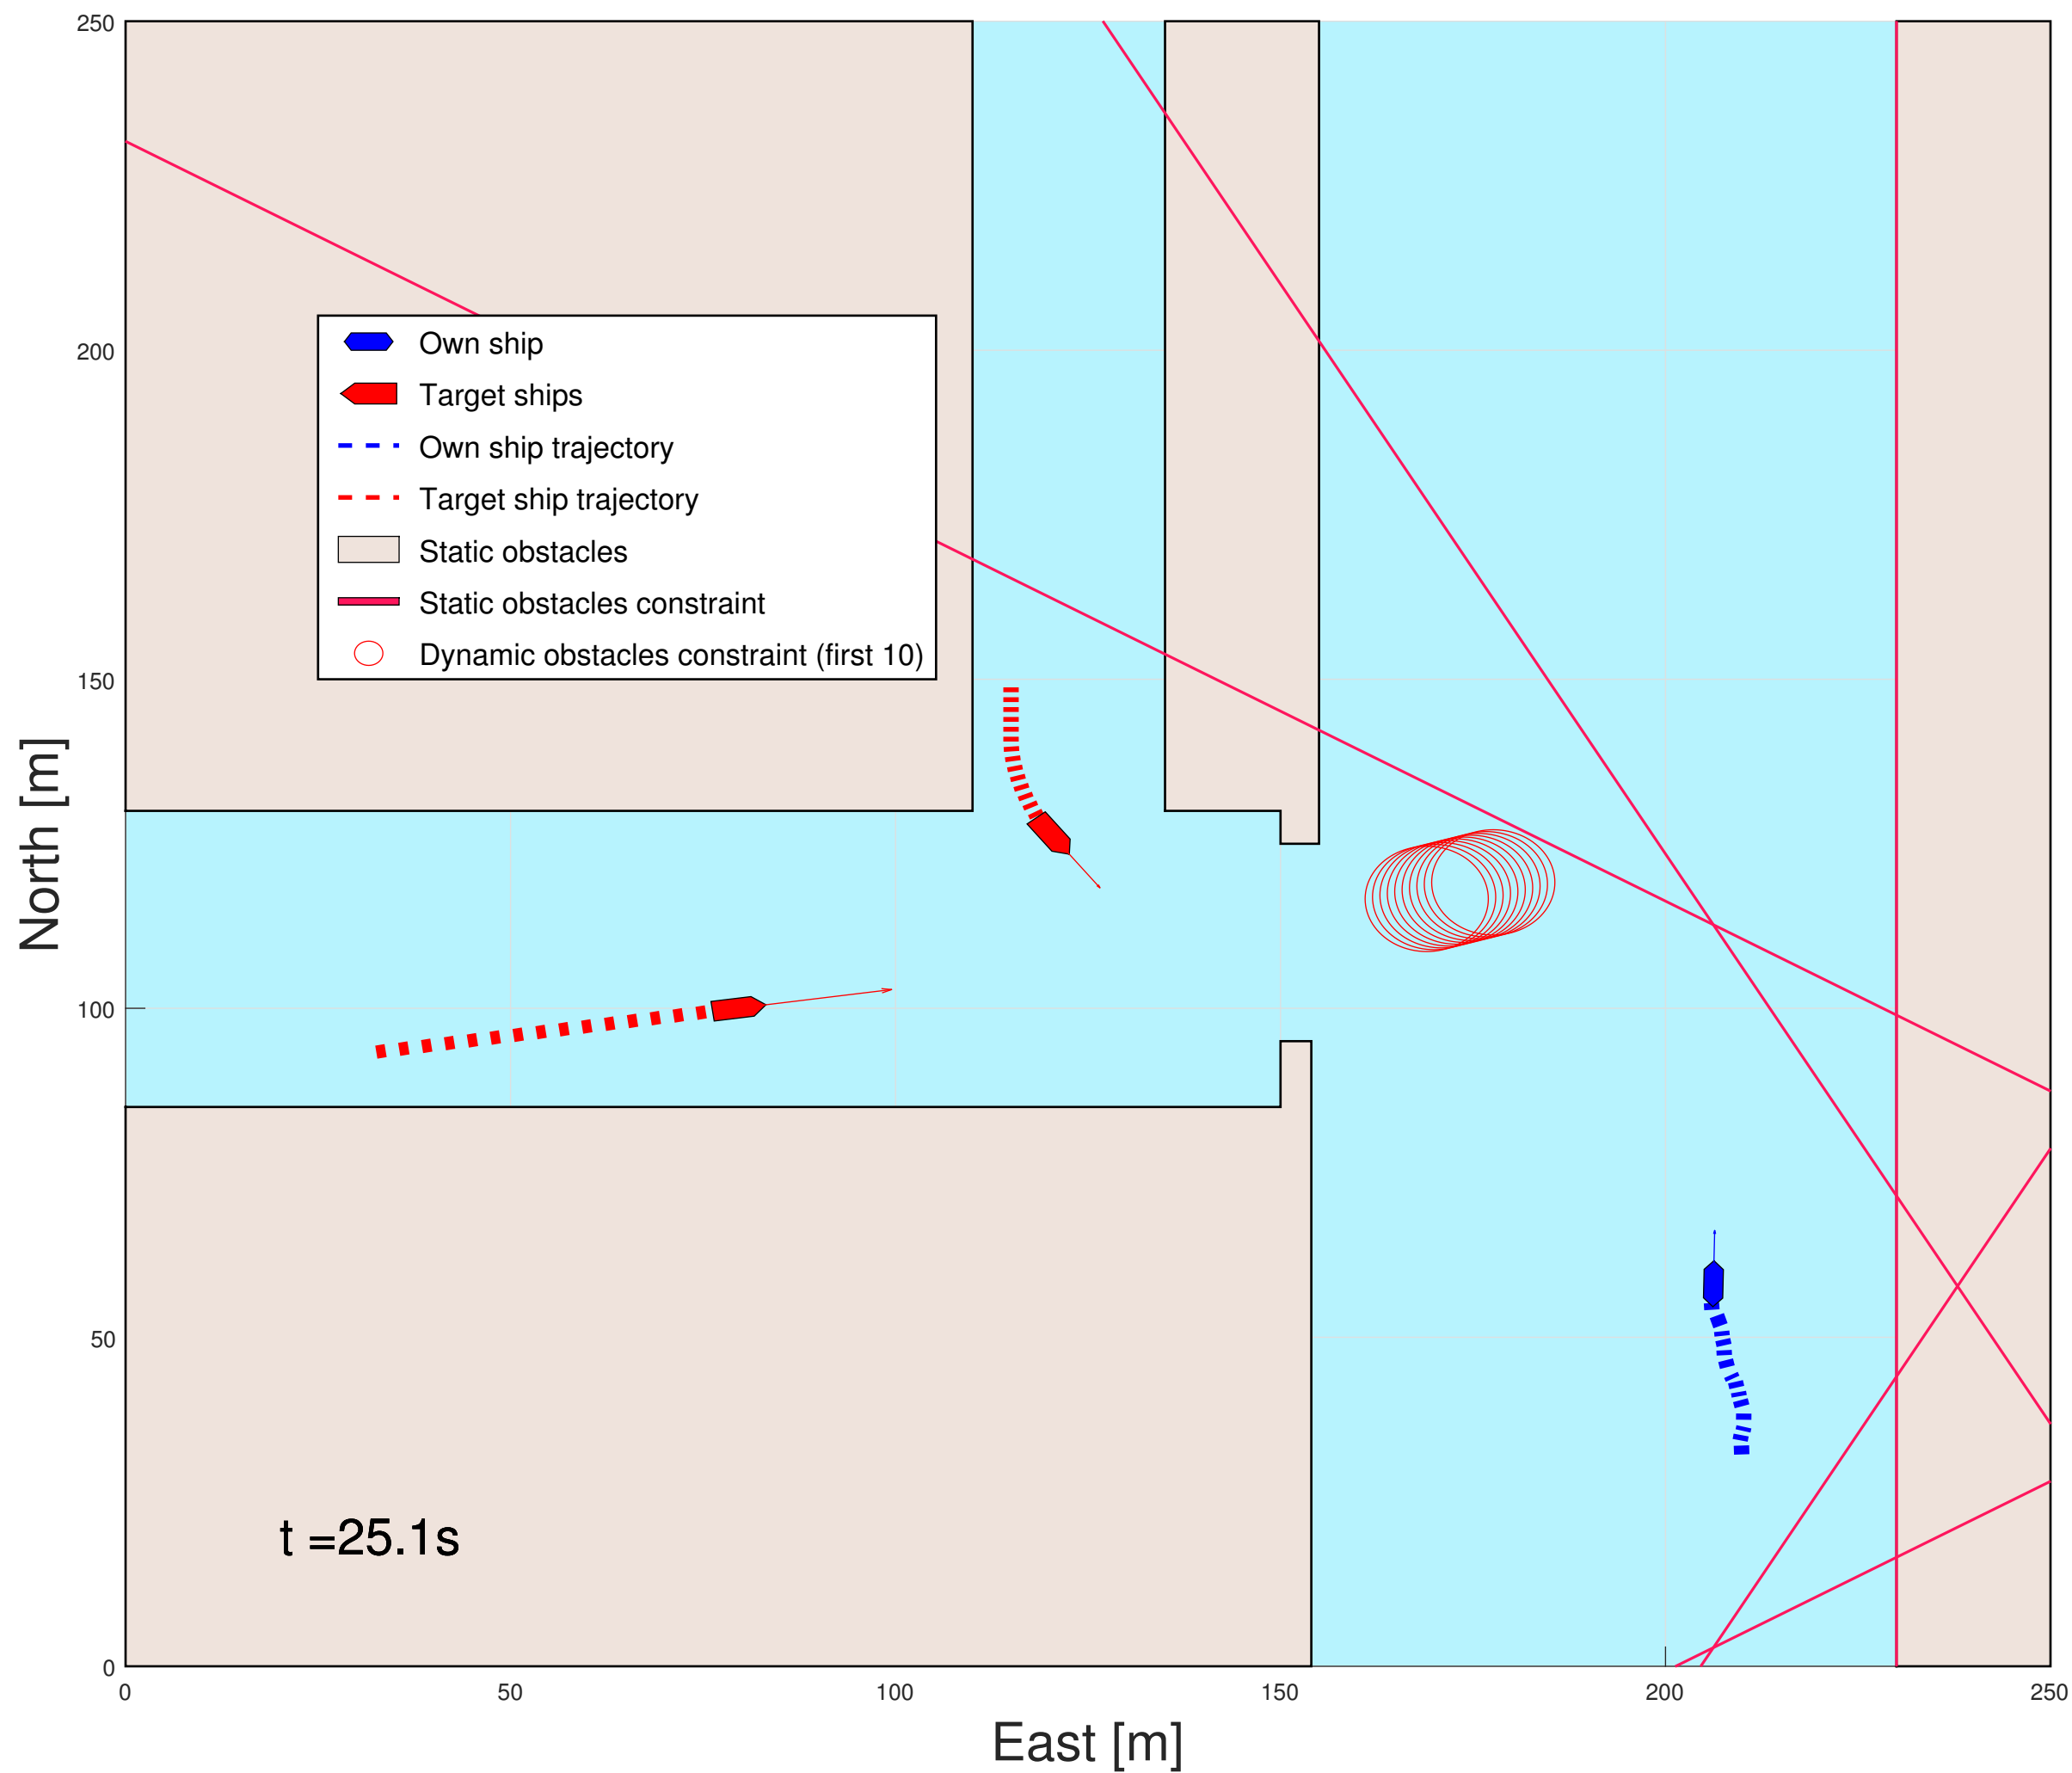 250
200
150
100
50
0
North [m]
Own ship
Target ships
Own ship trajectory
Target ship trajectory
Static obstacles
Static obstacles constraint
Dynamic obstacles constraint (first 10)
t =25.1s
0 50 100 150 200 250
East [m]